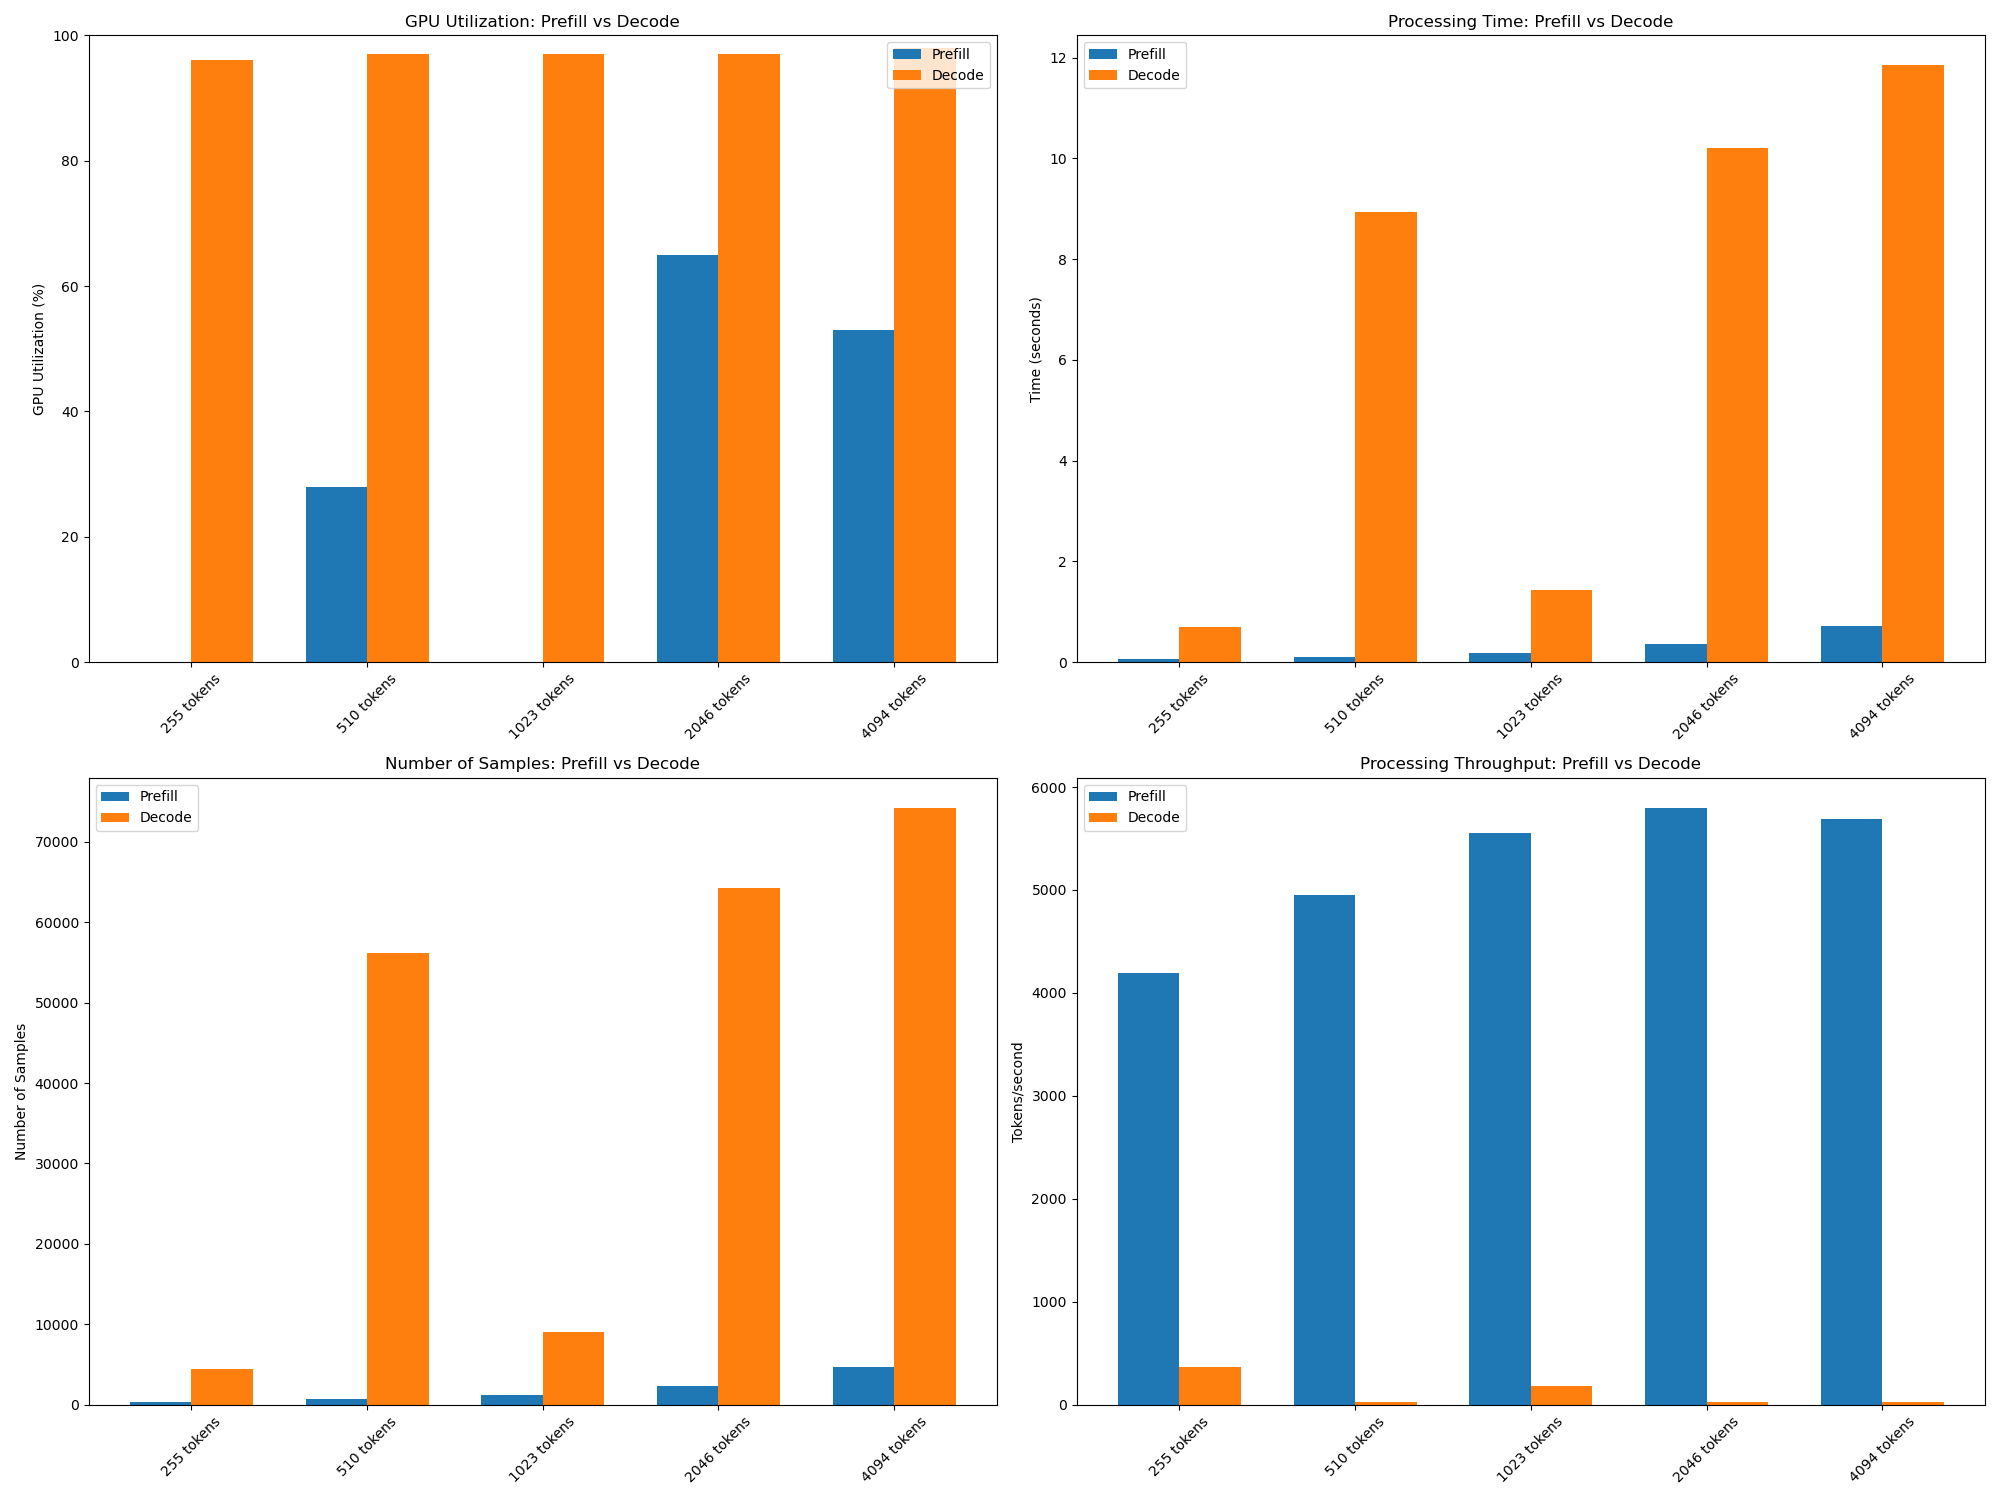 GPU Utilization: Prefill vs Decode
Prefill
Decode
GPU Utilization (%)
100
80
60
40
20
0
255 tokens
510 tokens
1023 tokens
2046 tokens
4094 tokens
Processing Time: Prefill vs Decode
Prefill
Decode
Time (seconds)
12
10
8
6
4
2
0
255 tokens
510 tokens
1023 tokens
2046 tokens
4094 tokens
Number of Samples: Prefill vs Decode
Prefill
Decode
Number of Samples
70000
60000
50000
40000
30000
20000
10000
0
255 tokens
510 tokens
1023 tokens
2046 tokens
4094 tokens
Processing Throughput: Prefill vs Decode
Prefill
Decode
Tokens/second
6000
5000
4000
3000
2000
1000
0
255 tokens
510 tokens
1023 tokens
2046 tokens
4094 tokens